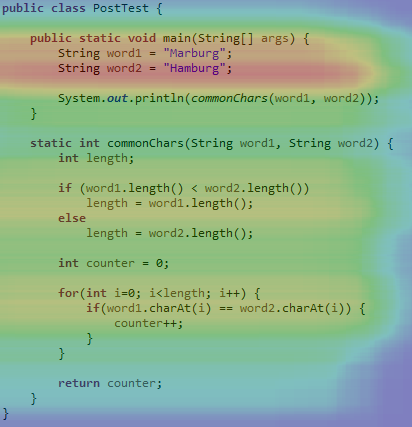 public class PostTest {
public static void main(String[] args) {
String word1 = "Marburg";
String word2 = "Hamburg";
System.out.println(commonChars(word1, word2));
}
static int commonChars(String word1, String word2) {
int length;
if (word1.length() < word2.length())
length = word1.length();
else
length = word2.length();
int counter = 0;
for(int i=0; i<length; i++) {
if(word1.charAt(i) == word2.charAt(i)) {
counter++;
}
}
return counter;
}
}